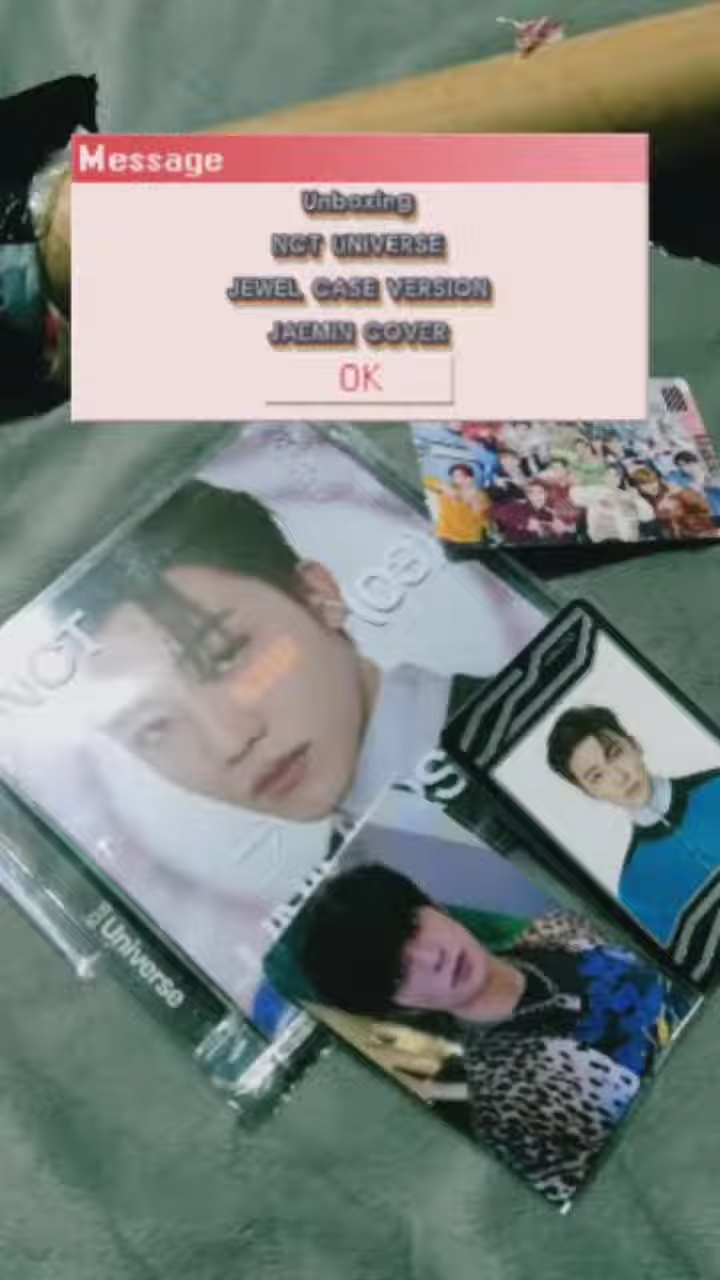 Message
Unboxing
NCT UNIVERSE
JEWEL CASE VERSION
JAEMIN COVER
OK
NCT
Universe